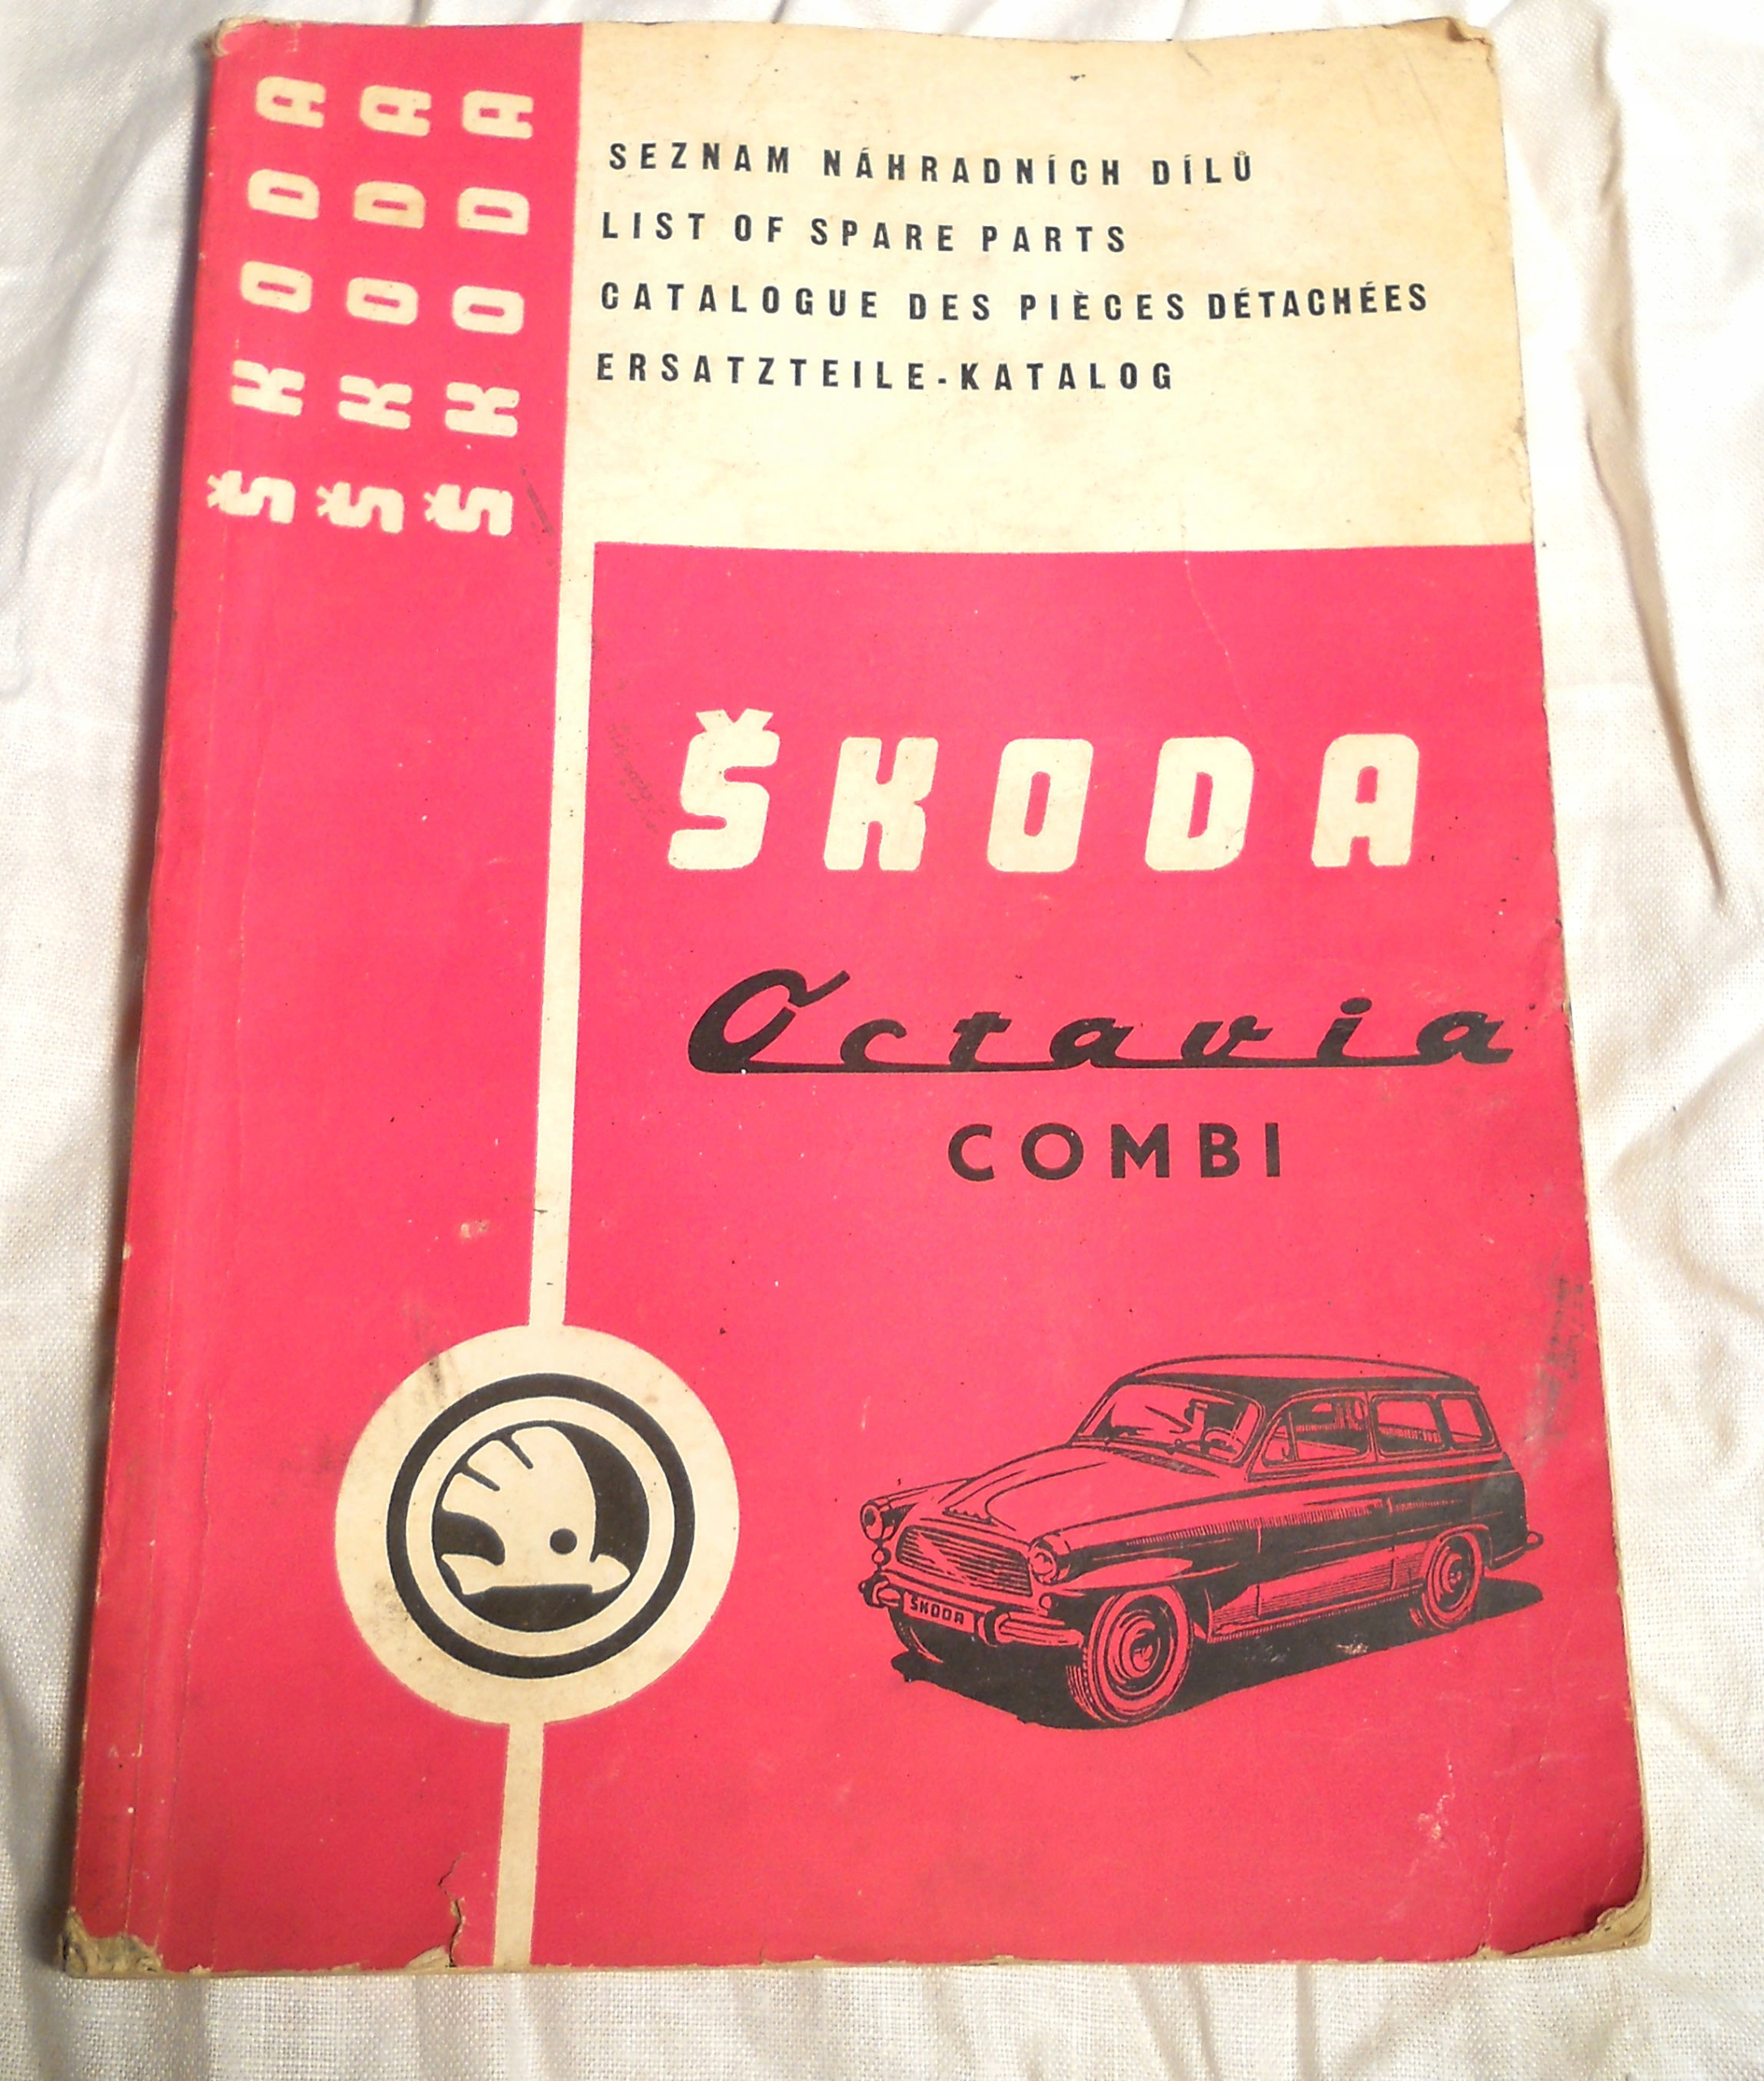 ŠKODA
ŠKODA
ŠKODA
SEZNAM NÁHRADNÍCH DÍLŮ
LIST OF SPARE PARTS
CATALOGUE DES PIÈCES DÉTACHÉES
ERSATZTEILE-KATALOG
ŠKODA
Octavia
COMBI
ŠKODA